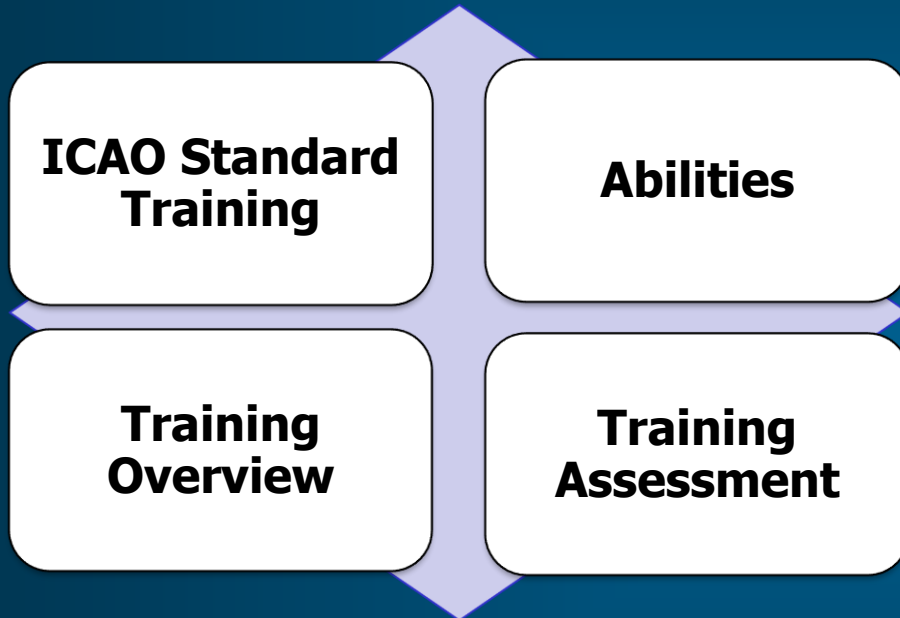 ICAO Standard
Training
Abilities
Training
Overview
Training
Assessment